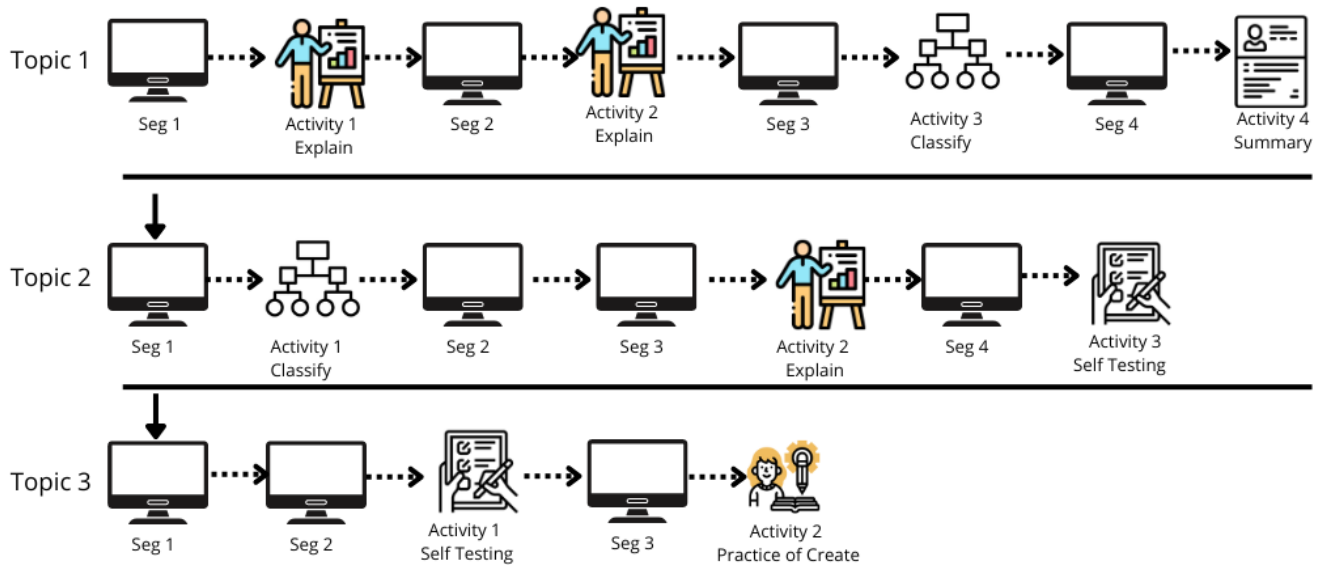 Topic 1
Seg 1
Activity 1
Explain
Seg 2
Activity 2
Explain
Seg 3
Activity 3
Classify
Seg 4
Activity 4
Summary
Topic 2
Seg 1
Activity 1
Classify
Seg 2
Seg 3
Activity 2
Explain
Seg 4
Activity 3
Self Testing
Topic 3
Seg 1
Seg 2
Activity 1
Self Testing
Seg 3
Activity 2
Practice of Create